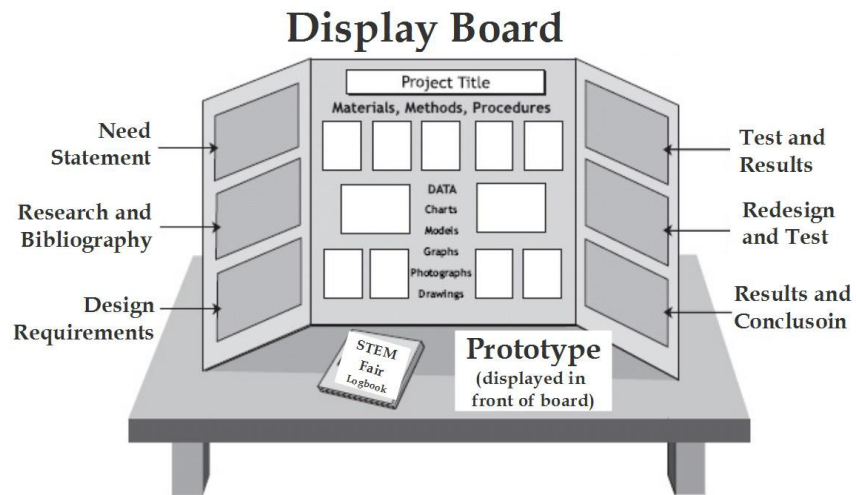 Display Board
Project Title
Materials, Methods, Procedures
Need
Statement
Research and
Bibliography
Design
Requirements
DATA
Charts
Models
Graphs
Photographs
Drawings
Test and
Results
Redesign
and Test
Results and
Conclusoin
STEM
Fair
Logbook
Prototype
(displayed in
front of board)